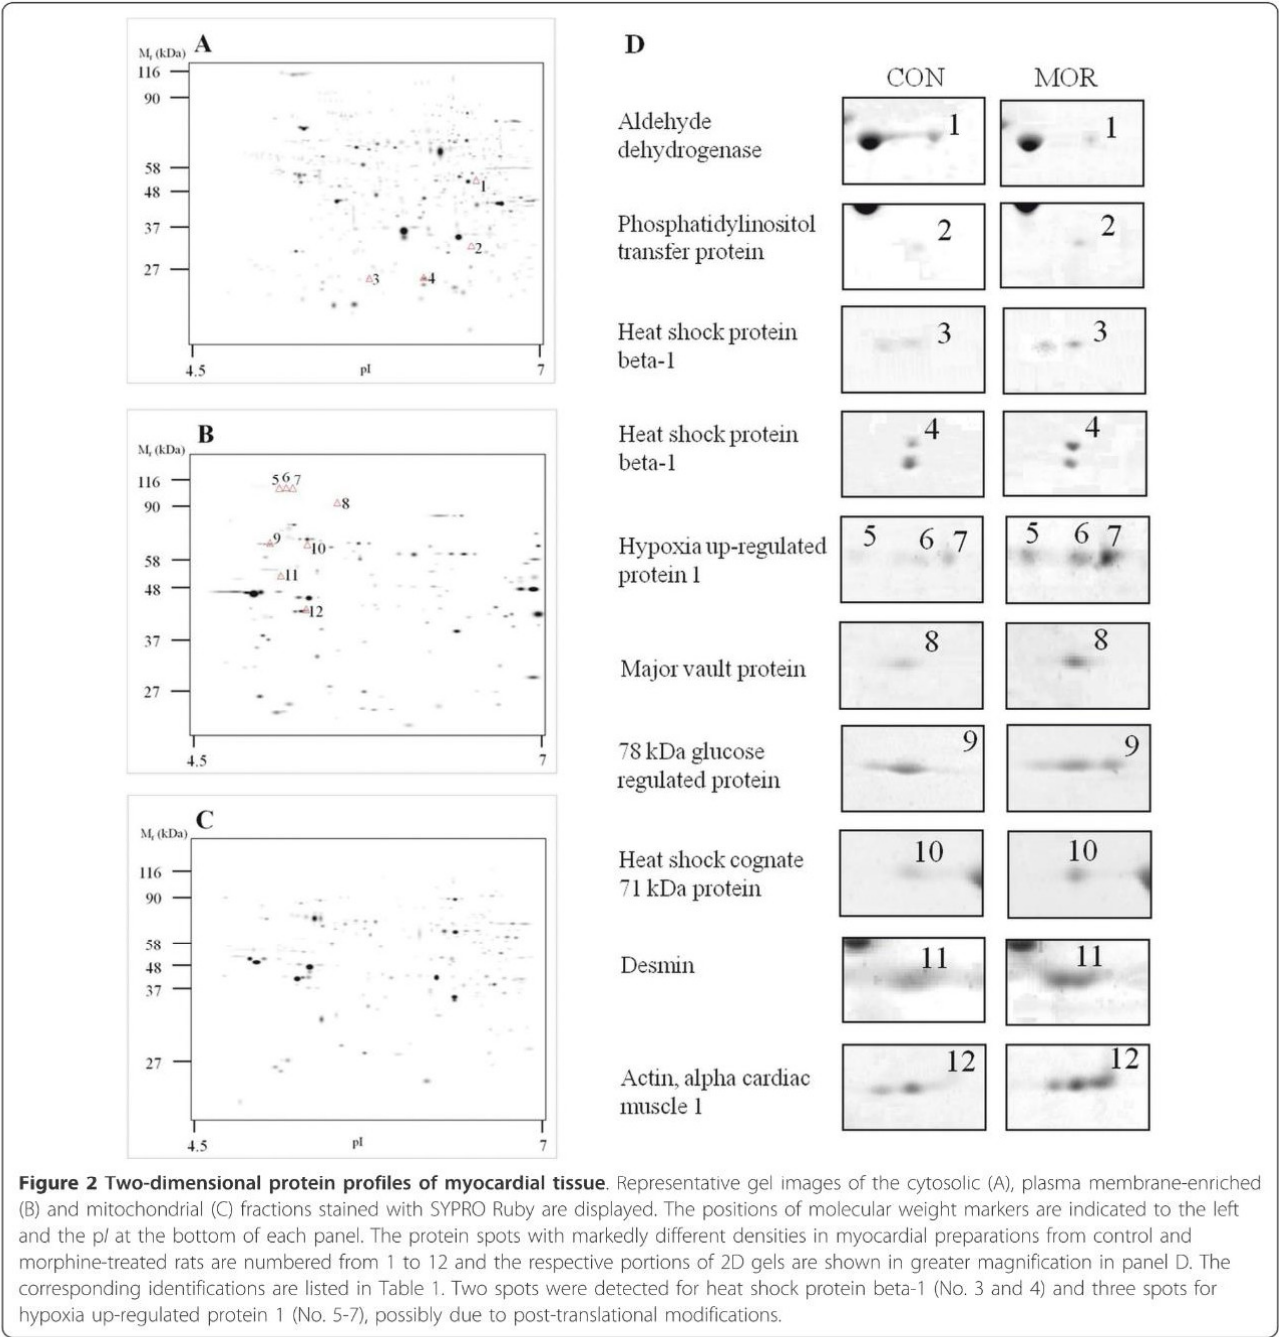 A
Mr (kDa)
116
90
58
48
37
27
1
2
3
4
4.5
pI
7
B
Mr (kDa)
116
90
58
48
37
27
5 6 7
8
9
10
11
12
4.5
7
C
Mr (kDa)
116
90
58
48
37
27
4.5
pI
7
D
CON MOR
Aldehyde
dehydrogenase
1 1
Phosphatidylinositol
transfer protein
2 2
Heat shock protein
beta-1
3 3
Heat shock protein
beta-1
4 4
Hypoxia up-regulated
protein 1
5 6 7 5 6 7
Major vault protein
8 8
78 kDa glucose
regulated protein
9 9
Heat shock cognate
71 kDa protein
10 10
Desmin
11 11
Actin, alpha cardiac
muscle 1
12 12
Figure 2 Two-dimensional protein profiles of myocardial tissue. Representative gel images of the cytosolic (A), plasma membrane-enriched
(B) and mitochondrial (C) fractions stained with SYPRO Ruby are displayed. The positions of molecular weight markers are indicated to the left
and the pI at the bottom of each panel. The protein spots with markedly different densities in myocardial preparations from control and
morphine-treated rats are numbered from 1 to 12 and the respective portions of 2D gels are shown in greater magnification in panel D. The
corresponding identifications are listed in Table 1. Two spots were detected for heat shock protein beta-1 (No. 3 and 4) and three spots for
hypoxia up-regulated protein 1 (No. 5-7), possibly due to post-translational modifications.